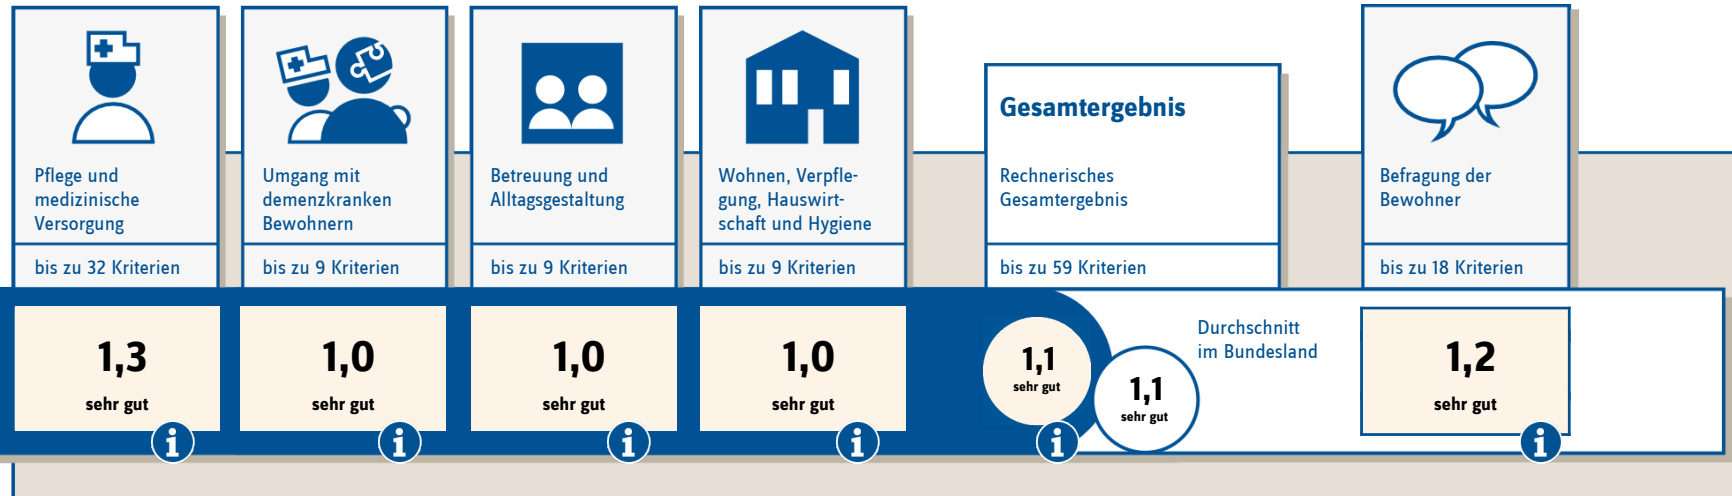 Pflege und
medizinische
Versorgung
bis zu 32 Kriterien
1,3
sehr gut
i
Umgang mit
demenzkranken
Bewohnern
bis zu 9 Kriterien
1,0
sehr gut
i
Betreuung und
Alltagsgestaltung
bis zu 9 Kriterien
1,0
sehr gut
i
Wohnen, Verpfle-
gung, Hauswirt-
schaft und Hygiene
bis zu 9 Kriterien
1,0
sehr gut
i
Gesamtergebnis
Rechnerisches
Gesamtergebnis
bis zu 59 Kriterien
1,1
sehr gut
i
Durchschnitt
im Bundesland
1,1
sehr gut
Befragung der
Bewohner
bis zu 18 Kriterien
1,2
sehr gut
i